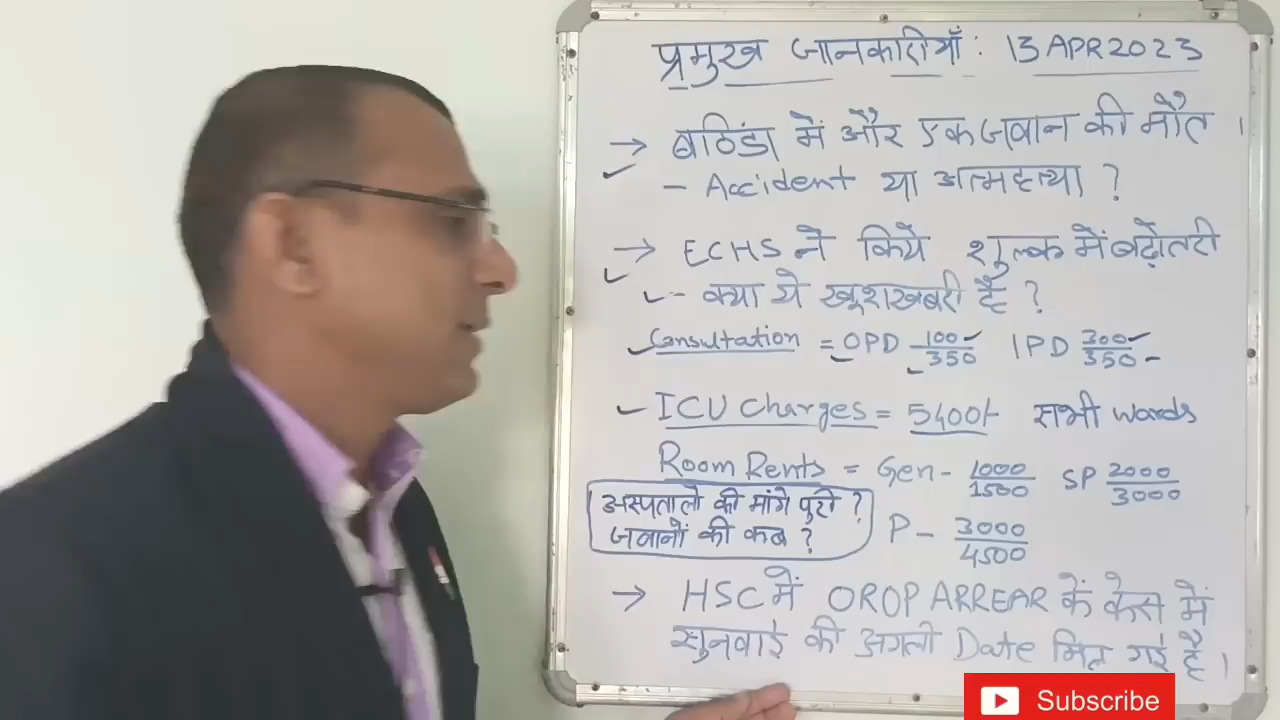 प्रमुख जानकारियाँ: 13 APR 2023
→ बठिंडा में और एक जवान की मौत ।
- Accident या आत्महत्या ?
→ ECHS ने किये शुल्क में बढ़ोतरी
- क्या ये खुशखबरी है ?
Consultation = OPD 100/350 IPD 300/350
ICU Charges = 5400/- सभी Wards
Room Rents = Gen - 1000/1500 SP 2000/3000
अस्पतालो की मांगे पुरी ?
जवानों की कब ?
P - 3000/4500
→ HSC में OROP ARREAR के केस में
सुनवाई की अगली Date मिल गई है ।
Subscribe